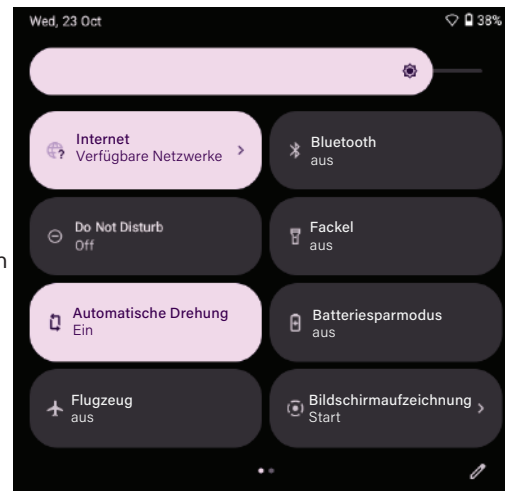 Wed, 23 Oct
38%
Internet
Verfügbare Netzwerke
Bluetooth
aus
Do Not Disturb
Off
Fackel
aus
n
Automatische Drehung
Ein
Batteriesparmodus
aus
Flugzeug
aus
Bildschirmaufzeichnung
Start